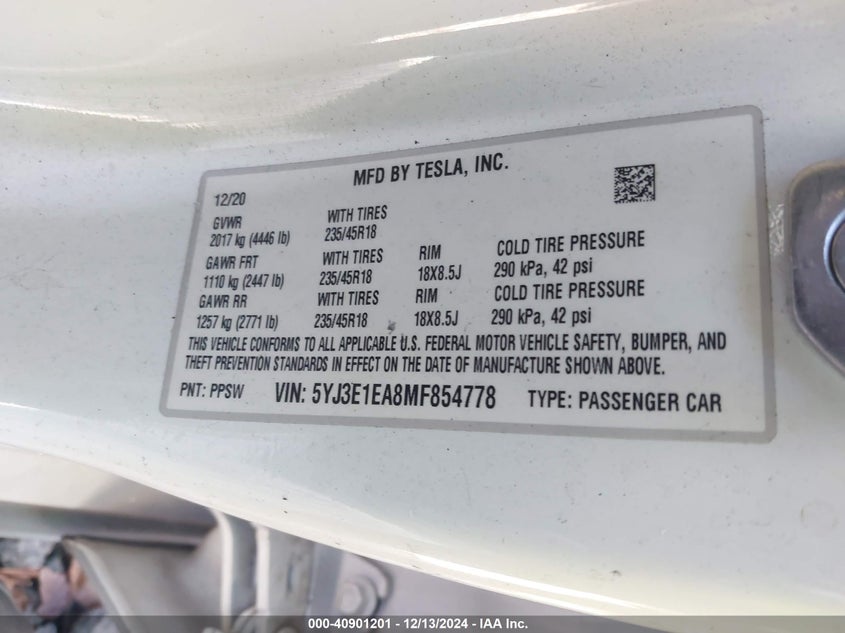 MFD BY TESLA, INC.
12/20
GVWR WITH TIRES
2017 kg (4446 lb) 235/45R18
GAWR FRT WITH TIRES RIM COLD TIRE PRESSURE
1110 kg (2447 lb) 235/45R18 18X8.5J 290 kPa, 42 psi
GAWR RR WITH TIRES RIM COLD TIRE PRESSURE
1257 kg (2771 lb) 235/45R18 18X8.5J 290 kPa, 42 psi
THIS VEHICLE CONFORMS TO ALL APPLICABLE U.S. FEDERAL MOTOR VEHICLE SAFETY, BUMPER, AND
THEFT PREVENTION STANDARDS IN EFFECT ON THE DATE OF MANUFACTURE SHOWN ABOVE.
PNT: PPSW VIN: 5YJ3E1EA8MF854778 TYPE: PASSENGER CAR
000-40901201 - 12/13/2024 - IAA Inc.